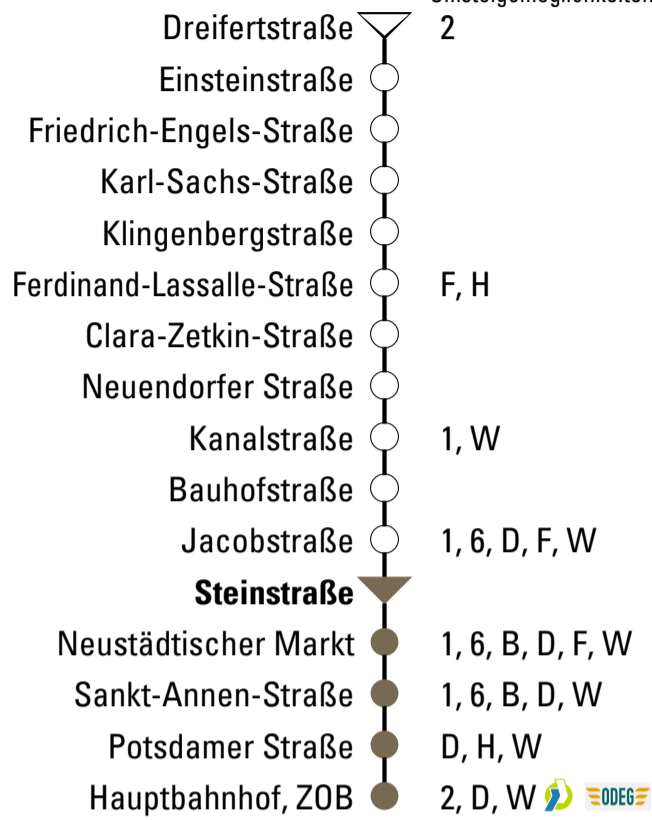 Dreifertstraße 2
Einsteinstraße
Friedrich-Engels-Straße
Karl-Sachs-Straße
Klingenbergstraße
Ferdinand-Lassalle-Straße F, H
Clara-Zetkin-Straße
Neuendorfer Straße
Kanalstraße 1, W
Bauhofstraße
Jacobstraße 1, 6, D, F, W
Steinstraße
Neustädtischer Markt 1, 6, B, D, F, W
Sankt-Annen-Straße 1, 6, B, D, W
Potsdamer Straße D, H, W
Hauptbahnhof, ZOB 2, D, W ODEG